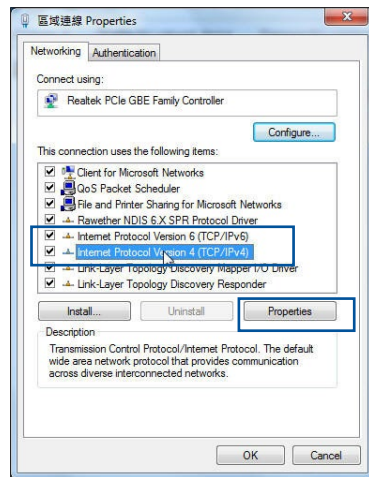 區域連線 Properties
Networking
Authentication
Connect using:
Realtek PCIe GBE Family Controller
Configure...
This connection uses the following items:
Client for Microsoft Networks
QoS Packet Scheduler
File and Printer Sharing for Microsoft Networks
Rawether NDIS 6.X SPR Protocol Driver
Internet Protocol Version 6 (TCP/IPv6)
Internet Protocol Version 4 (TCP/IPv4)
Link-Layer Topology Discovery Mapper I/O Driver
Link-Layer Topology Discovery Responder
Install...
Uninstall
Properties
Description
Transmission Control Protocol/Internet Protocol. The default
wide area network protocol that provides communication
across diverse interconnected networks.
OK
Cancel